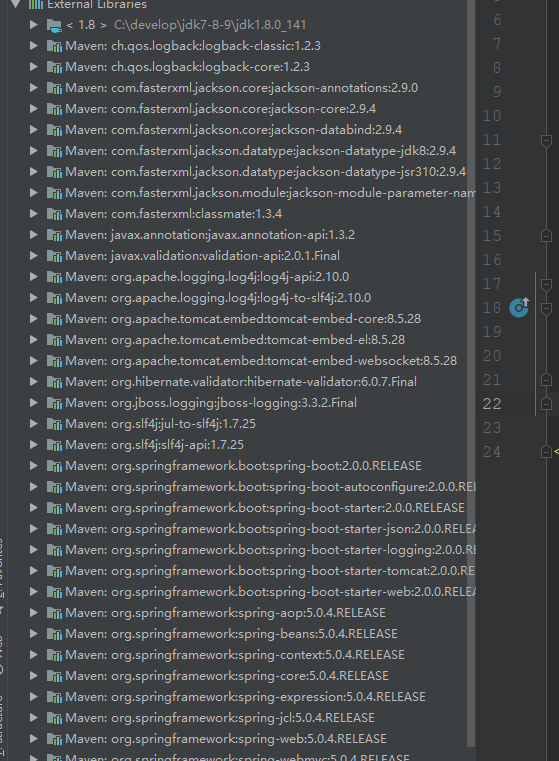 External Libraries
< 1.8 > C:\develop\jdk7-8-9\jdk1.8.0_141
Maven: ch.qos.logback:logback-classic:1.2.3
Maven: ch.qos.logback:logback-core:1.2.3
Maven: com.fasterxml.jackson.core:jackson-annotations:2.9.0
Maven: com.fasterxml.jackson.core:jackson-core:2.9.4
Maven: com.fasterxml.jackson.core:jackson-databind:2.9.4
Maven: com.fasterxml.jackson.datatype:jackson-datatype-jdk8:2.9.4
Maven: com.fasterxml.jackson.datatype:jackson-datatype-jsr310:2.9.4
Maven: com.fasterxml.jackson.module:jackson-module-parameter-nam
Maven: com.fasterxml:classmate:1.3.4
Maven: javax.annotation:javax.annotation-api:1.3.2
Maven: javax.validation:validation-api:2.0.1.Final
Maven: org.apache.logging.log4j:log4j-api:2.10.0
Maven: org.apache.logging.log4j:log4j-to-slf4j:2.10.0
Maven: org.apache.tomcat.embed:tomcat-embed-core:8.5.28
Maven: org.apache.tomcat.embed:tomcat-embed-el:8.5.28
Maven: org.apache.tomcat.embed:tomcat-embed-websocket:8.5.28
Maven: org.hibernate.validator:hibernate-validator:6.0.7.Final
Maven: org.jboss.logging:jboss-logging:3.3.2.Final
Maven: org.slf4j:jul-to-slf4j:1.7.25
Maven: org.slf4j:slf4j-api:1.7.25
Maven: org.springframework.boot:spring-boot:2.0.0.RELEASE
Maven: org.springframework.boot:spring-boot-autoconfigure:2.0.0.REL
Maven: org.springframework.boot:spring-boot-starter:2.0.0.RELEASE
Maven: org.springframework.boot:spring-boot-starter-json:2.0.0.RELEA
Maven: org.springframework.boot:spring-boot-starter-logging:2.0.0.RE
Maven: org.springframework.boot:spring-boot-starter-tomcat:2.0.0.REL
Maven: org.springframework.boot:spring-boot-starter-web:2.0.0.RELEA
Maven: org.springframework:spring-aop:5.0.4.RELEASE
Maven: org.springframework:spring-beans:5.0.4.RELEASE
Maven: org.springframework:spring-context:5.0.4.RELEASE
Maven: org.springframework:spring-core:5.0.4.RELEASE
Maven: org.springframework:spring-expression:5.0.4.RELEASE
Maven: org.springframework:spring-jcl:5.0.4.RELEASE
Maven: org.springframework:spring-web:5.0.4.RELEASE
Maven: org.springframework:spring-webmvc:5.0.4.RELEASE
6
7
8
9
10
11
12
13
14
15
16
17
18
19
20
21
22
23
24
<